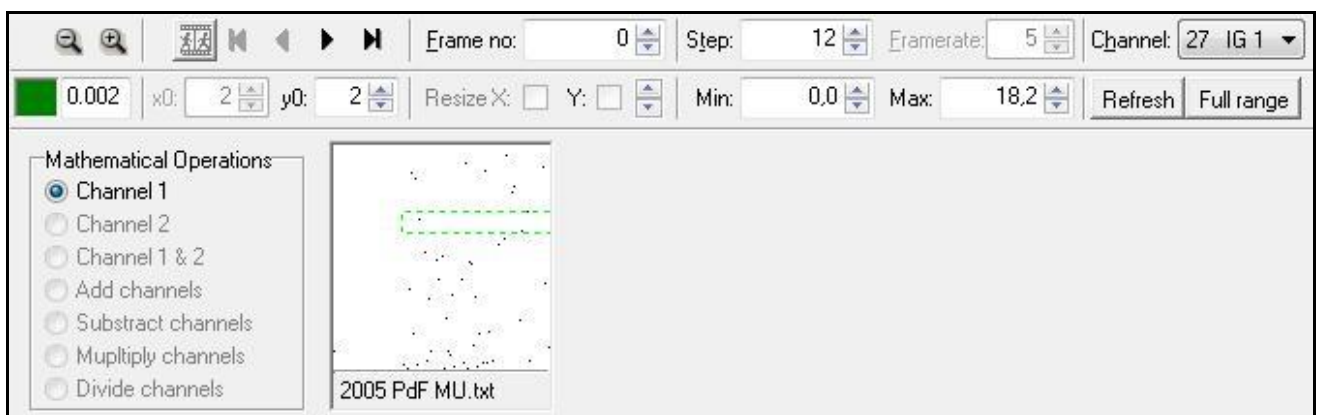 Frame no: 0 Step: 12 Framerate: 5 Channel: 27 IG 1
0.002 x0: 2 y0: 2 Resize X: Y: Min: 0,0 Max: 18,2 Refresh Full range
Mathematical Operations
Channel 1
Channel 2
Channel 1 & 2
Add channels
Substract channels
Mupltiply channels
Divide channels
2005 PdF MU.txt